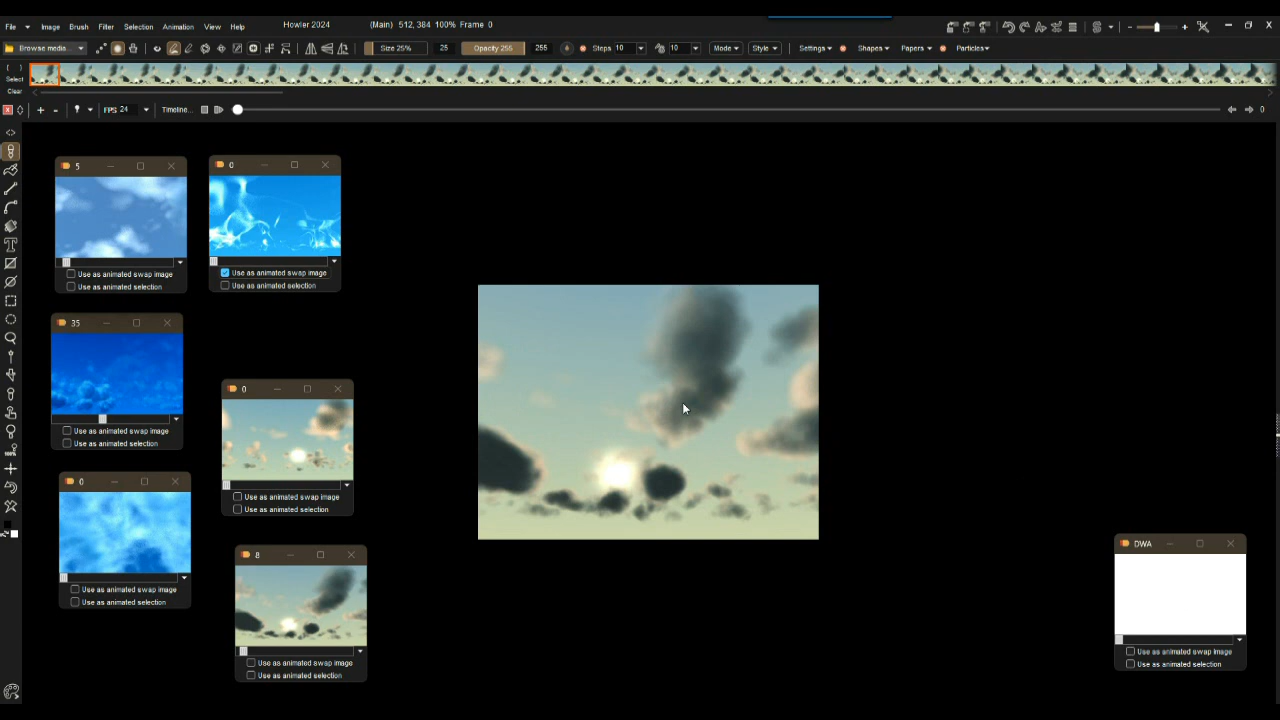 File Image Brush Filter Selection Animation View Help Howler 2024 (Main) 512, 384 100% Frame 0
Browse media... Size 25% 25 Opacity 255 255 Steps 10 10 Mode Style Settings Shapes Papers Particles
Select
Clear
FPS 24 Timeline... 0
5
Use as animated swap image
Use as animated selection
0
Use as animated swap image
Use as animated selection
35
Use as animated swap image
Use as animated selection
0
Use as animated swap image
Use as animated selection
0
Use as animated swap image
Use as animated selection
8
Use as animated swap image
Use as animated selection
DWA
Use as animated swap image
Use as animated selection